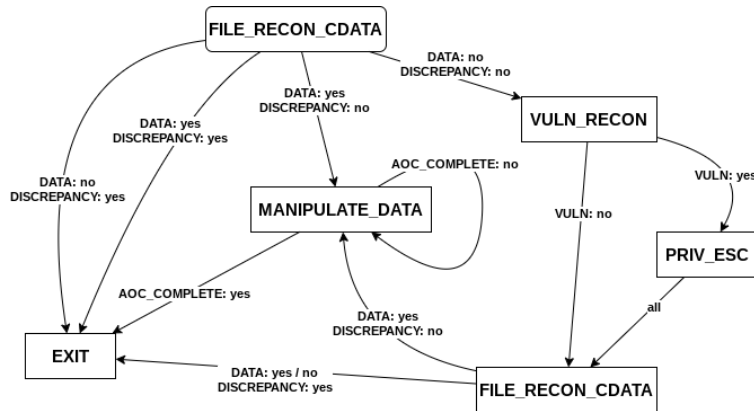 FILE_RECON_CDATA
DATA: no
DISCREPANCY: no
DATA: yes
DISCREPANCY: no
DATA: yes
DISCREPANCY: yes
VULN_RECON
AOC_COMPLETE: no
VULN: yes
DATA: no
DISCREPANCY: yes
MANIPULATE_DATA
VULN: no
PRIV_ESC
AOC_COMPLETE: yes
all
DATA: yes
DISCREPANCY: no
EXIT
DATA: yes / no
DISCREPANCY: yes
FILE_RECON_CDATA